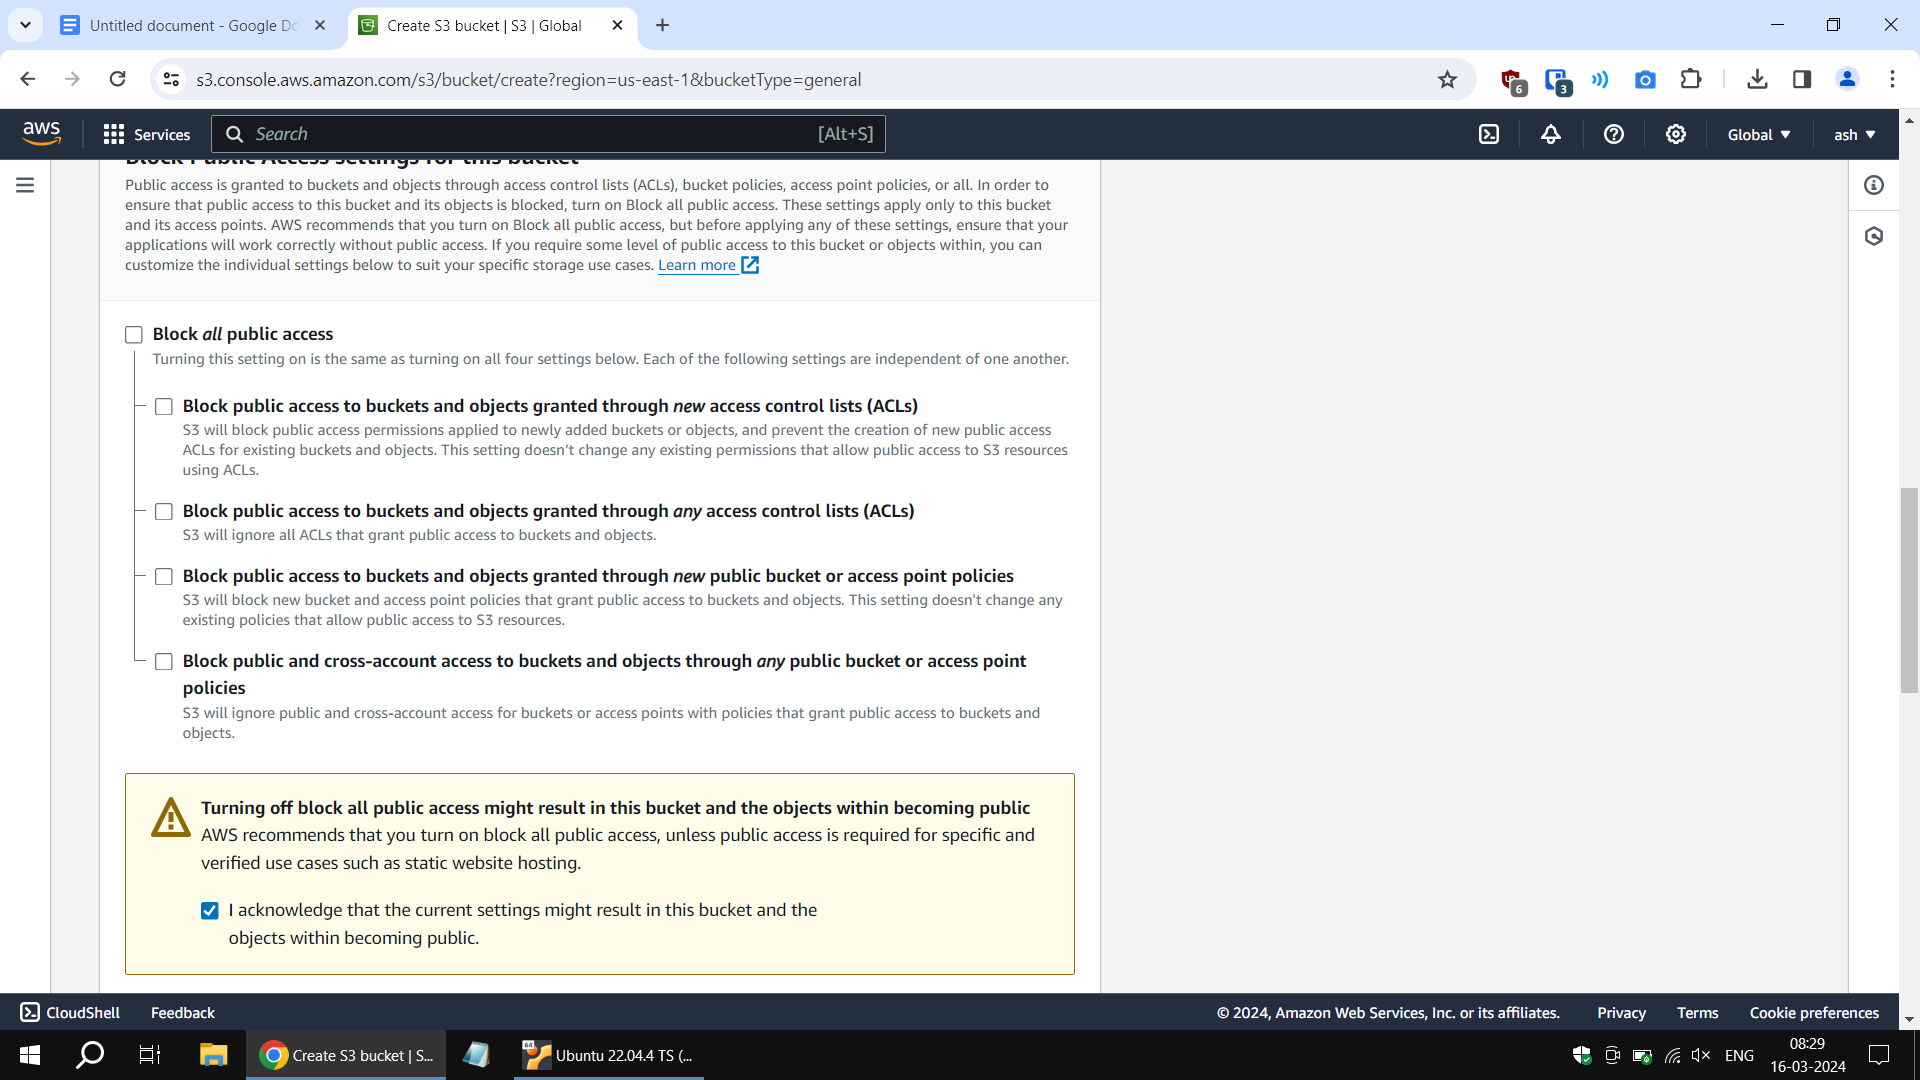 Untitled document - Google Do
Create S3 bucket | S3 | Global
s3.console.aws.amazon.com/s3/bucket/create?region=us-east-1&bucketType=general
6
3
aws
Services
Search
[Alt+S]
Global
ash
Block Public Access settings for this bucket
Public access is granted to buckets and objects through access control lists (ACLs), bucket policies, access point policies, or all. In order to
ensure that public access to this bucket and its objects is blocked, turn on Block all public access. These settings apply only to this bucket
and its access points. AWS recommends that you turn on Block all public access, but before applying any of these settings, ensure that your
applications will work correctly without public access. If you require some level of public access to this bucket or objects within, you can
customize the individual settings below to suit your specific storage use cases. Learn more
Block all public access
Turning this setting on is the same as turning on all four settings below. Each of the following settings are independent of one another.
Block public access to buckets and objects granted through new access control lists (ACLs)
S3 will block public access permissions applied to newly added buckets or objects, and prevent the creation of new public access
ACLs for existing buckets and objects. This setting doesn't change any existing permissions that allow public access to S3 resources
using ACLs.
Block public access to buckets and objects granted through any access control lists (ACLs)
S3 will ignore all ACLs that grant public access to buckets and objects.
Block public access to buckets and objects granted through new public bucket or access point policies
S3 will block new bucket and access point policies that grant public access to buckets and objects. This setting doesn't change any
existing policies that allow public access to S3 resources.
Block public and cross-account access to buckets and objects through any public bucket or access point
policies
S3 will ignore public and cross-account access for buckets or access points with policies that grant public access to buckets and
objects.
Turning off block all public access might result in this bucket and the objects within becoming public
AWS recommends that you turn on block all public access, unless public access is required for specific and
verified use cases such as static website hosting.
I acknowledge that the current settings might result in this bucket and the
objects within becoming public.
CloudShell
Feedback
© 2024, Amazon Web Services, Inc. or its affiliates.
Privacy
Terms
Cookie preferences
Create S3 bucket | S...
64
Ubuntu 22.04.4 TS (...
ENG
08:29
16-03-2024